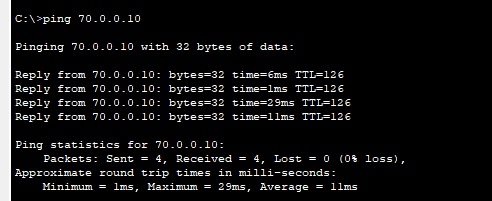 C:\>ping 70.0.0.10
Pinging 70.0.0.10 with 32 bytes of data:
Reply from 70.0.0.10: bytes=32 time=6ms TTL=126
Reply from 70.0.0.10: bytes=32 time=1ms TTL=126
Reply from 70.0.0.10: bytes=32 time=29ms TTL=126
Reply from 70.0.0.10: bytes=32 time=11ms TTL=126
Ping statistics for 70.0.0.10:
    Packets: Sent = 4, Received = 4, Lost = 0 (0% loss),
Approximate round trip times in milli-seconds:
    Minimum = 1ms, Maximum = 29ms, Average = 11ms